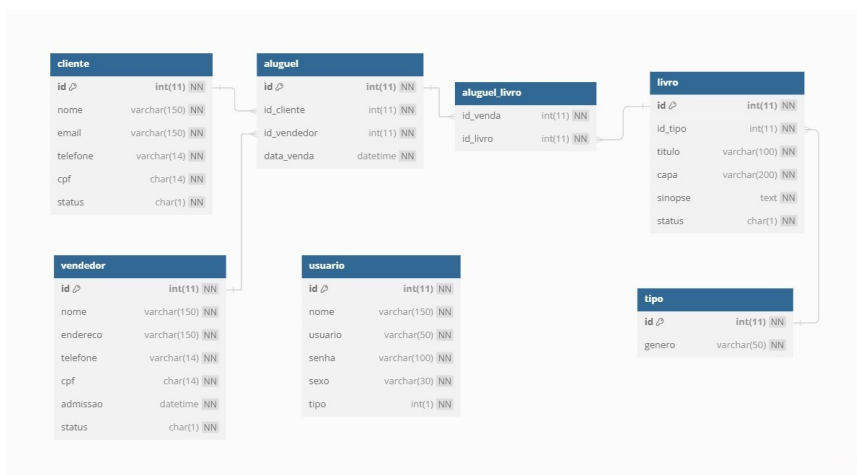 cliente
id int(11) NN
nome varchar(150) NN
email varchar(150) NN
telefone varchar(14) NN
cpf char(14) NN
status char(1) NN
aluguel
id int(11) NN
id_cliente int(11) NN
id_vendedor int(11) NN
data_venda datetime NN
aluguel_livro
id_venda int(11) NN
id_livro int(11) NN
livro
id int(11) NN
id_tipo int(11) NN
titulo varchar(100) NN
capa varchar(200) NN
sinopse text NN
status char(1) NN
vendedor
id int(11) NN
nome varchar(150) NN
endereco varchar(150) NN
telefone varchar(14) NN
cpf char(14) NN
admissao datetime NN
status char(1) NN
usuario
id int(11) NN
nome varchar(150) NN
usuario varchar(50) NN
senha varchar(100) NN
sexo varchar(30) NN
tipo int(1) NN
tipo
id int(11) NN
genero varchar(50) NN